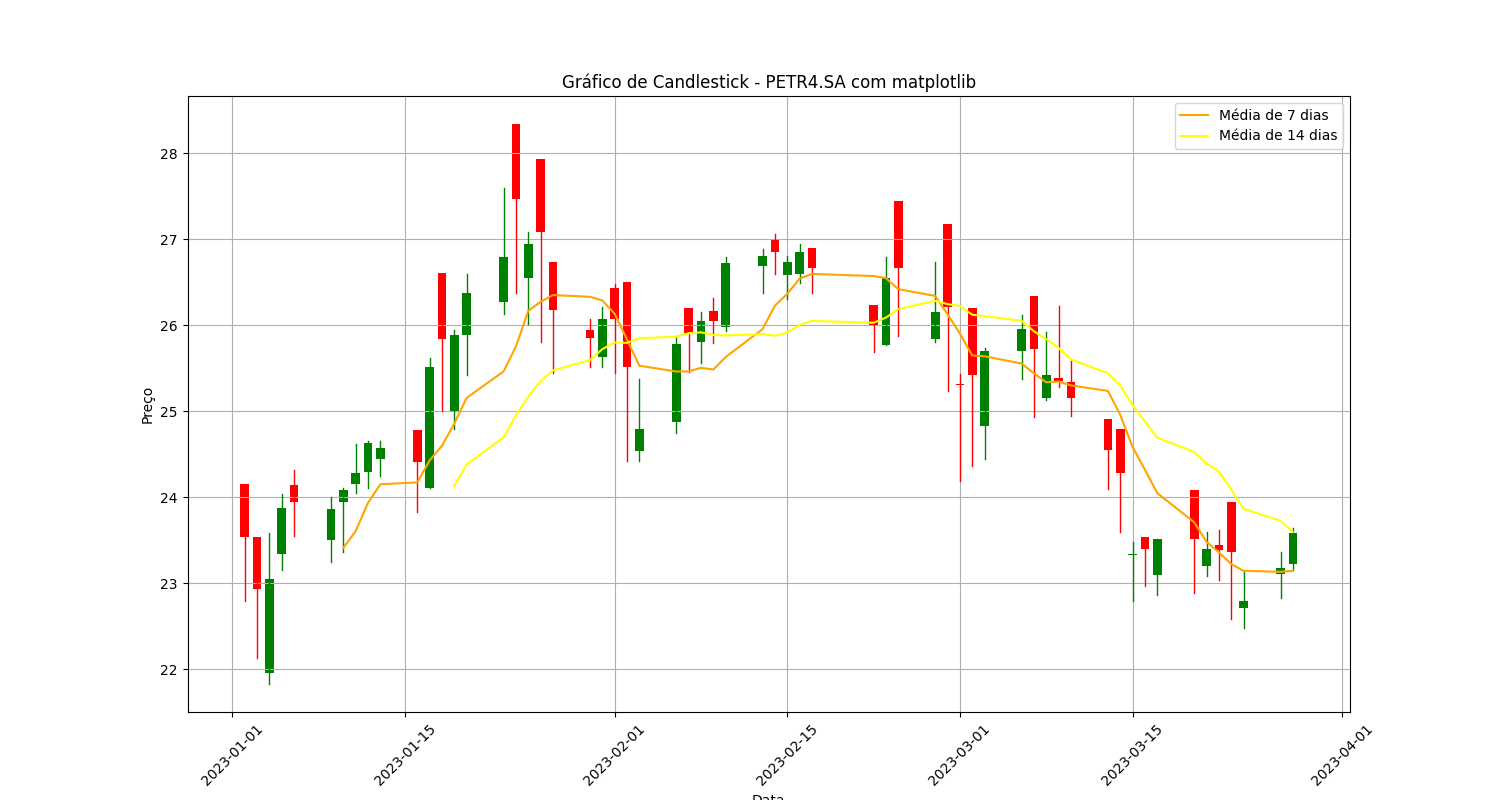 Gráfico de Candlestick - PETR4.SA com matplotlib
Média de 7 dias
Média de 14 dias
28
27
26
25
24
23
22
Preço
2023-01-01
2023-01-15
2023-02-01
2023-02-15
2023-03-01
2023-03-15
2023-04-01
Data